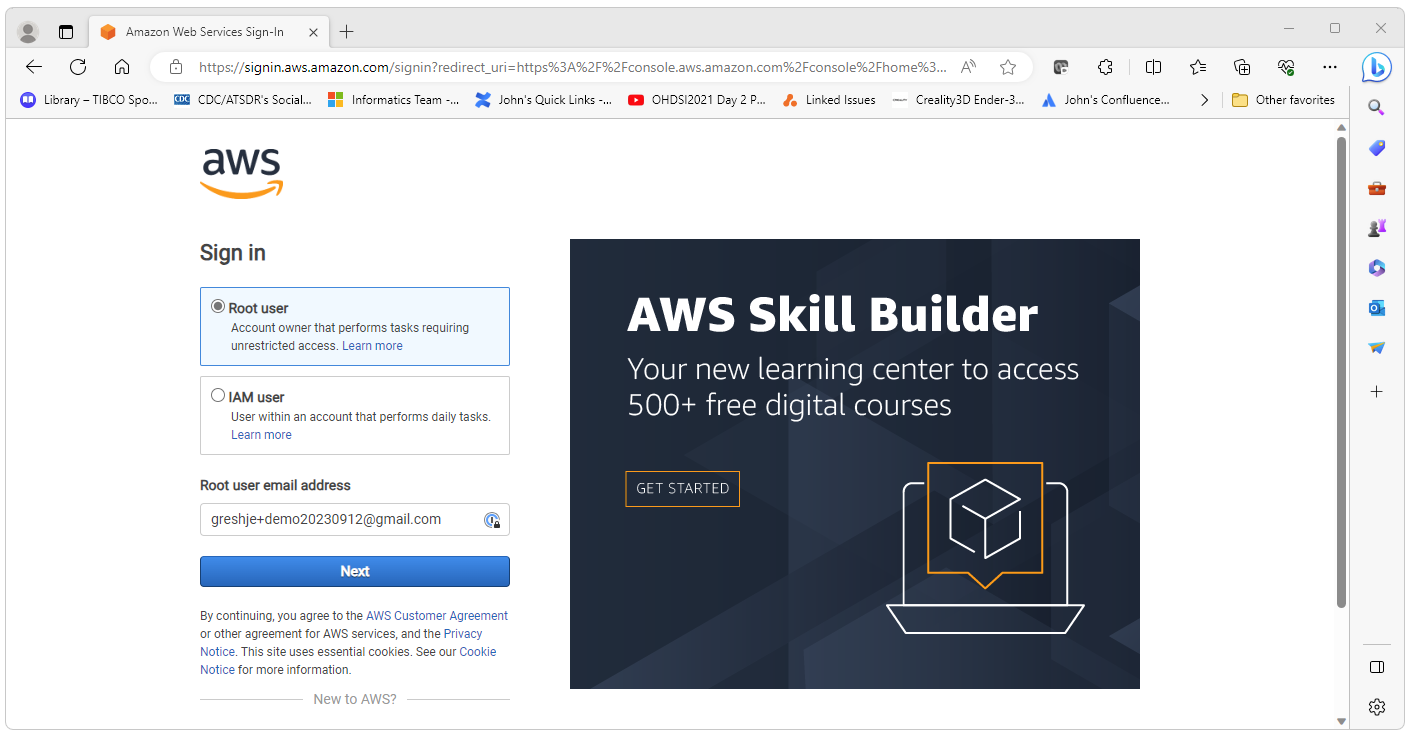 Amazon Web Services Sign-In
https://signin.aws.amazon.com/signin?redirect_uri=https%3A%2F%2Fconsole.aws.amazon.com%2Fconsole%2Fhome%3...
Library – TIBCO Spo...
CDC
CDC/ATSDR's Social...
Informatics Team -...
John's Quick Links -...
OHDSI2021 Day 2 P...
Linked Issues
Creality3D Ender-3...
John's Confluence...
Other favorites
aws
Sign in
Root user
Account owner that performs tasks requiring
unrestricted access. Learn more
IAM user
User within an account that performs daily tasks.
Learn more
Root user email address
greshje+demo20230912@gmail.com
Next
By continuing, you agree to the AWS Customer Agreement
or other agreement for AWS services, and the Privacy
Notice. This site uses essential cookies. See our Cookie
Notice for more information.
New to AWS?
AWS Skill Builder
Your new learning center to access
500+ free digital courses
GET STARTED